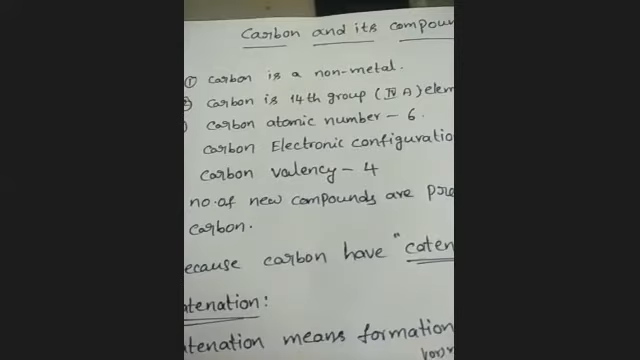 Carbon and its compoun
① Carbon is a non-metal.
Carbon is 14th group (IV A) elem
Carbon atomic number - 6.
Carbon Electronic configuratio
Carbon valency - 4
no.of new compounds are pre
carbon.
ecause carbon have "caten
atenation:
atenation means formation